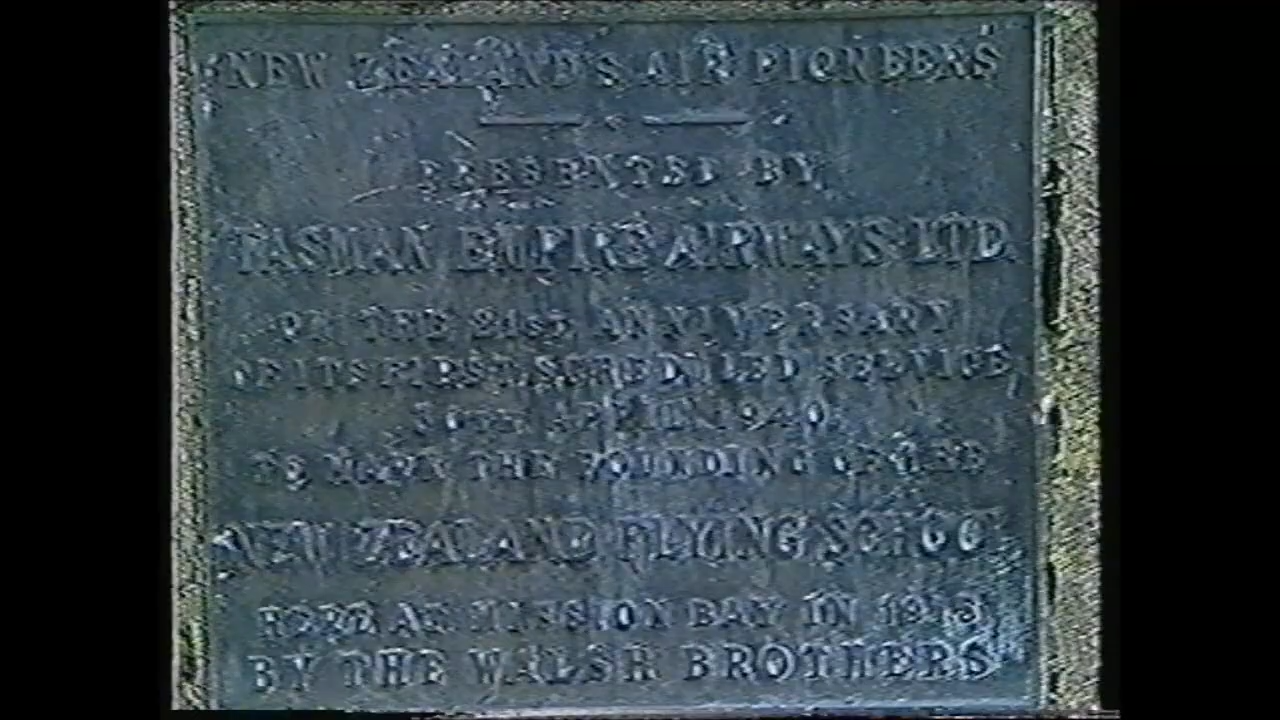 NEW ZEALAND'S AIR PIONEERS
PRESENTED BY
TASMAN EMPIRE AIRWAYS LTD.
ON THE 21ST ANNIVERSARY
OF ITS FIRST SCHEDULED SERVICE,
30TH APRIL 1940,
TO MARK THE FOUNDING OF THE
NEW ZEALAND FLYING SCHOOL
HERE AT MISSION BAY IN
BY THE WALSH BROTHERS